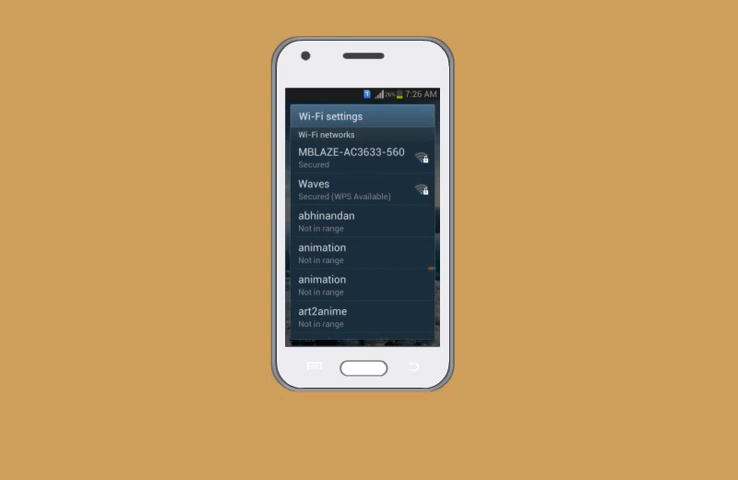 26% 7:26 AM
Wi-Fi settings
Wi-Fi networks
MBLAZE-AC3633-560
Secured
Waves
Secured (WPS Available)
abhinandan
Not in range
animation
Not in range
animation
Not in range
art2anime
Not in range